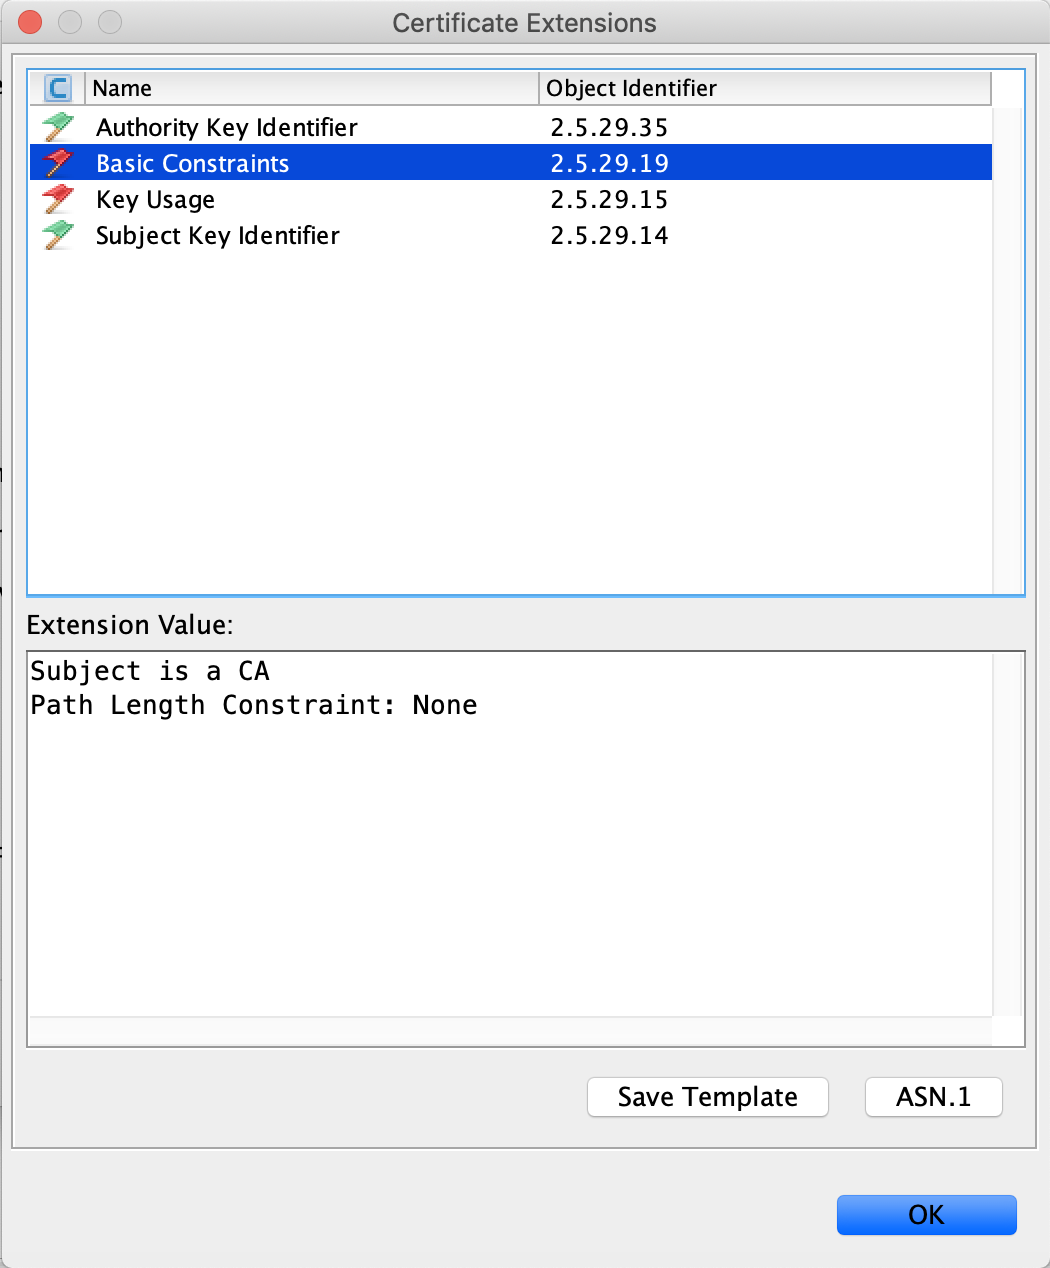 Certificate Extensions
C Name Object Identifier
Authority Key Identifier 2.5.29.35
Basic Constraints 2.5.29.19
Key Usage 2.5.29.15
Subject Key Identifier 2.5.29.14
Extension Value:
Subject is a CA
Path Length Constraint: None
Save Template ASN.1
OK